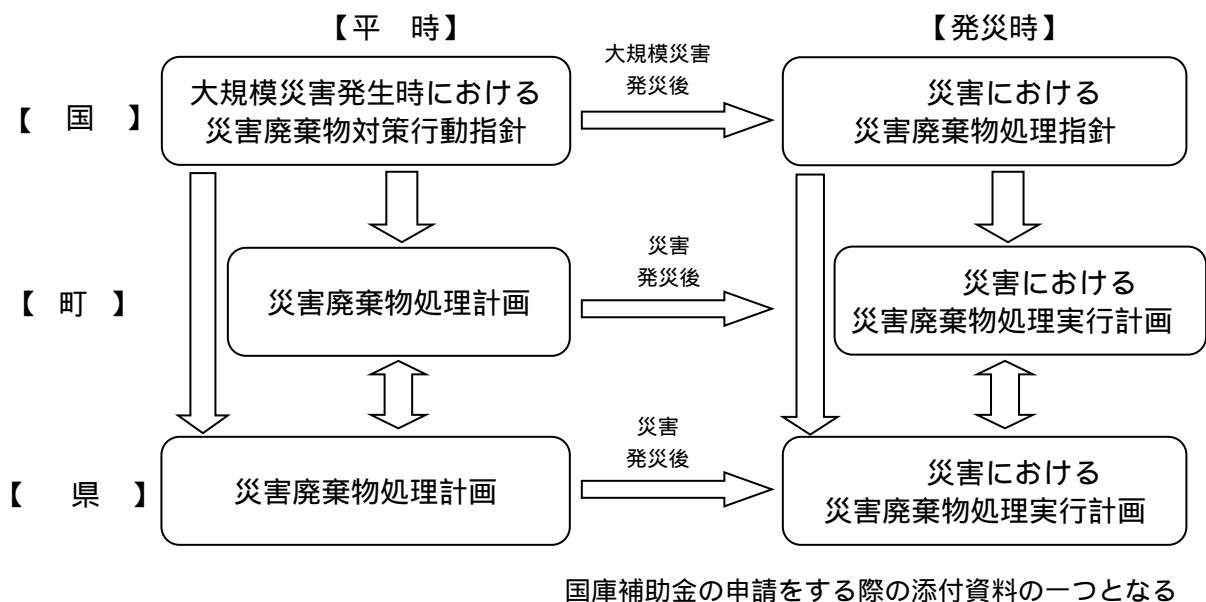 【平　時】
【発災時】
【　国　】
大規模災害発生時における
災害廃棄物対策行動指針
大規模災害
発災後
災害における
災害廃棄物処理指針
【　町　】
災害廃棄物処理計画
災害
発災後
災害における
災害廃棄物処理実行計画
【　県　】
災害廃棄物処理計画
災害
発災後
災害における
災害廃棄物処理実行計画
国庫補助金の申請をする際の添付資料の一つとなる